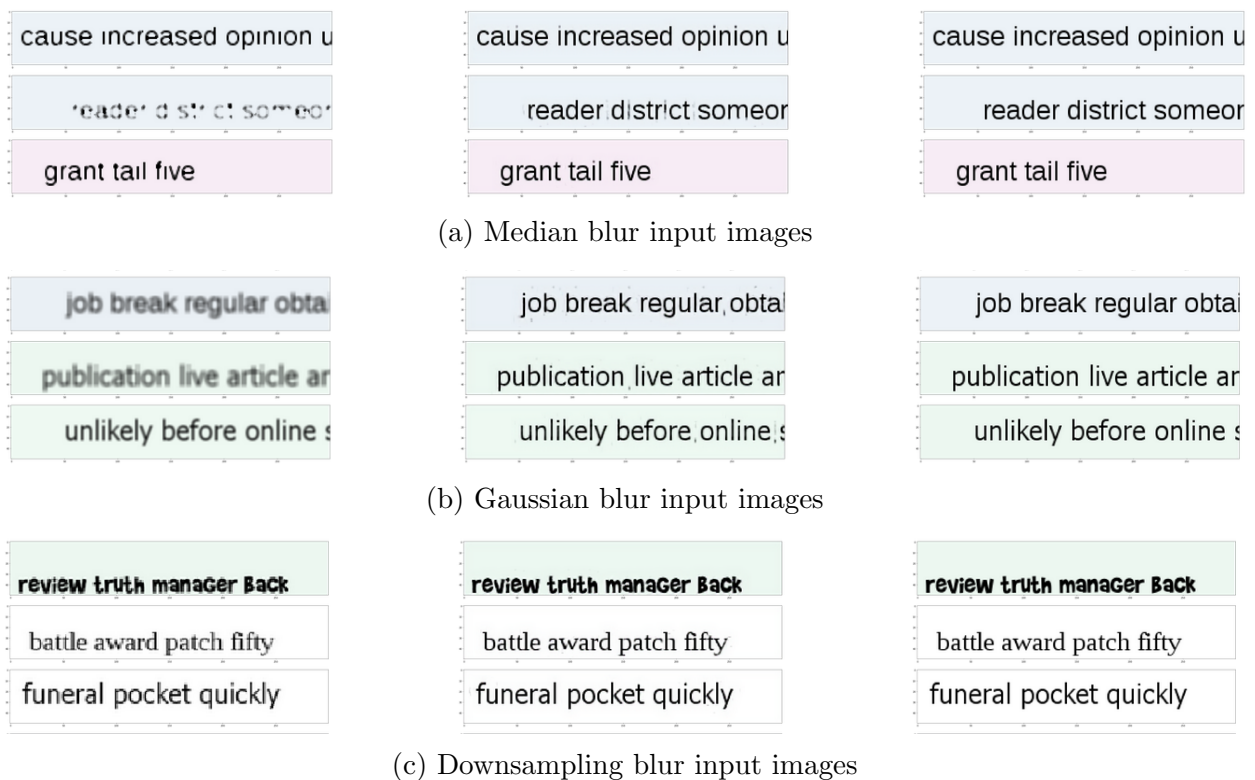 cause increased opinion u cause increased opinion u cause increased opinion u
reader district someor reader district someor reader district someor
grant tail five grant tail five grant tail five
(a) Median blur input images
job break regular obtai job break regular obtai job break regular obtai
publication live article ar publication live article ar publication live article ar
unlikely before online s unlikely before online s unlikely before online s
(b) Gaussian blur input images
review truth manager Back review truth manager Back review truth manager Back
battle award patch fifty battle award patch fifty battle award patch fifty
funeral pocket quickly funeral pocket quickly funeral pocket quickly
(c) Downsampling blur input images